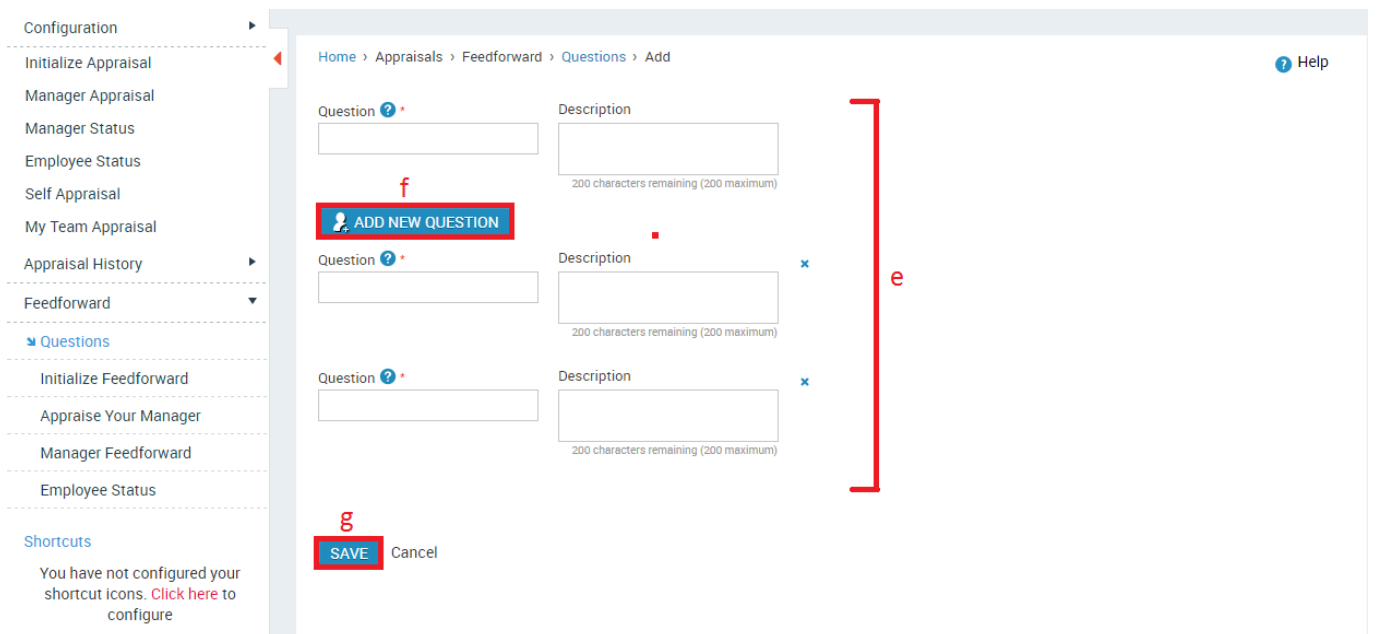 Configuration
Initialize Appraisal
Manager Appraisal
Manager Status
Employee Status
Self Appraisal
My Team Appraisal
Appraisal History
Feedforward
Questions
Initialize Feedforward
Appraise Your Manager
Manager Feedforward
Employee Status
Shortcuts
You have not configured your
shortcut icons. Click here to
configure
Home › Appraisals › Feedforward › Questions › Add
? Help
Question ? * Description
200 characters remaining (200 maximum)
f
ADD NEW QUESTION
Question ? * Description ×
200 characters remaining (200 maximum)
e
Question ? * Description ×
200 characters remaining (200 maximum)
g
SAVE Cancel